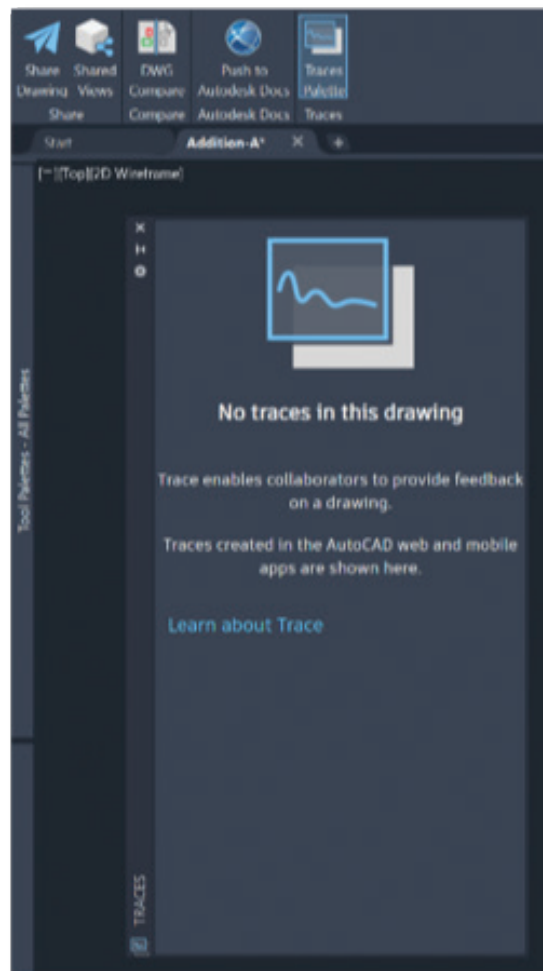 Share Shared DWG Push to Traces
Drawing Views Compare Autodesk Docs Palette
Share Compare Autodesk Docs Traces
Start Addition-A*
[−][Top][2D Wireframe]
No traces in this drawing
Trace enables collaborators to provide feedback
on a drawing.
Traces created in the AutoCAD web and mobile
apps are shown here.
Learn about Trace
Tool Palettes - All Palettes
TRACES